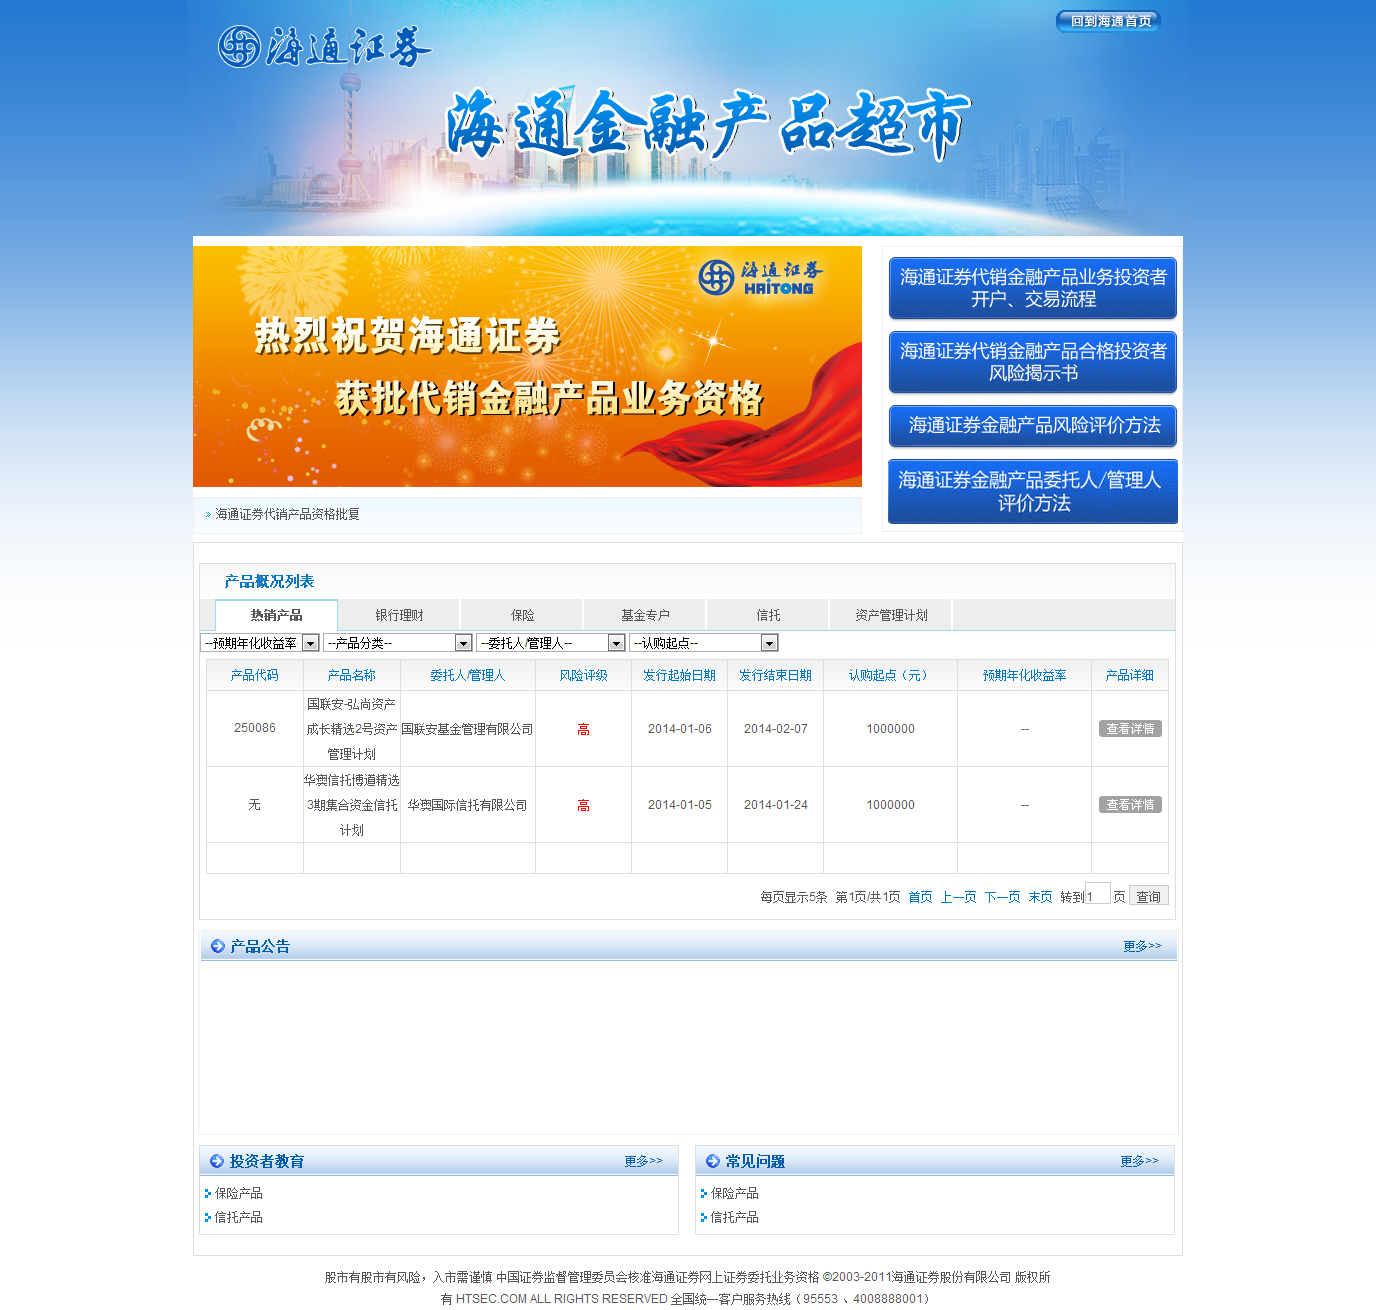 海通证券
回到海通首页
海通金融产品超市
海通证券
HAITONG
热烈祝贺海通证券
获批代销金融产品业务资格
海通证券代销金融产品业务投资者
开户、交易流程
海通证券代销金融产品合格投资者
风险揭示书
海通证券金融产品风险评价方法
海通证券金融产品委托人/管理人
评价方法
海通证券代销产品资格批复
产品概况列表
热销产品 银行理财 保险 基金专户 信托 资产管理计划
--预期年化收益率 --产品分类-- --委托人/管理人-- --认购起点--
产品代码 产品名称 委托人/管理人 风险评级 发行起始日期 发行结束日期 认购起点（元） 预期年化收益率 产品详细
250086 国联安-弘尚资产成长精选2号资产管理计划 国联安基金管理有限公司 高 2014-01-06 2014-02-07 1000000 -- 查看详情
无 华澳信托博道精选3期集合资金信托计划 华澳国际信托有限公司 高 2014-01-05 2014-01-24 1000000 -- 查看详情
每页显示5条 第1页/共1页 首页 上一页 下一页 末页 转到1页 查询
产品公告 更多>>
投资者教育 更多>>
保险产品
信托产品
常见问题 更多>>
保险产品
信托产品
股市有股市有风险，入市需谨慎 中国证券监督管理委员会核准海通证券网上证券委托业务资格 ©2003-2011海通证券股份有限公司 版权所
有 HTSEC.COM ALL RIGHTS RESERVED 全国统一客户服务热线（95553 、4008888001）